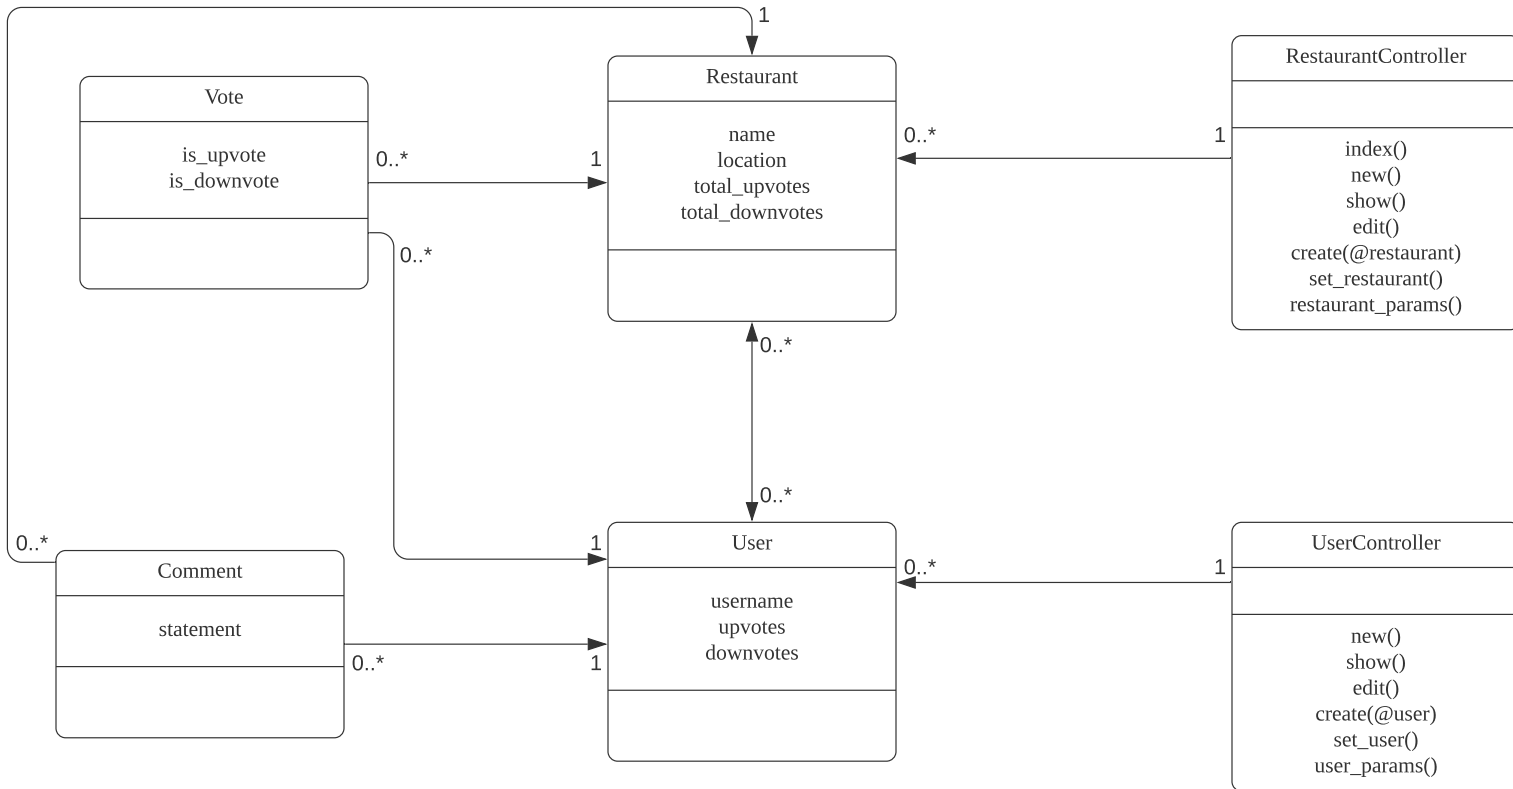 1
Vote
is_upvote
is_downvote
0..*
1
0..*
Restaurant
name
location
total_upvotes
total_downvotes
0..*
1
RestaurantController
index()
new()
show()
edit()
create(@restaurant)
set_restaurant()
restaurant_params()
0..*
0..*
0..*
Comment
statement
0..*
1
1
User
username
upvotes
downvotes
0..*
1
UserController
new()
show()
edit()
create(@user)
set_user()
user_params()